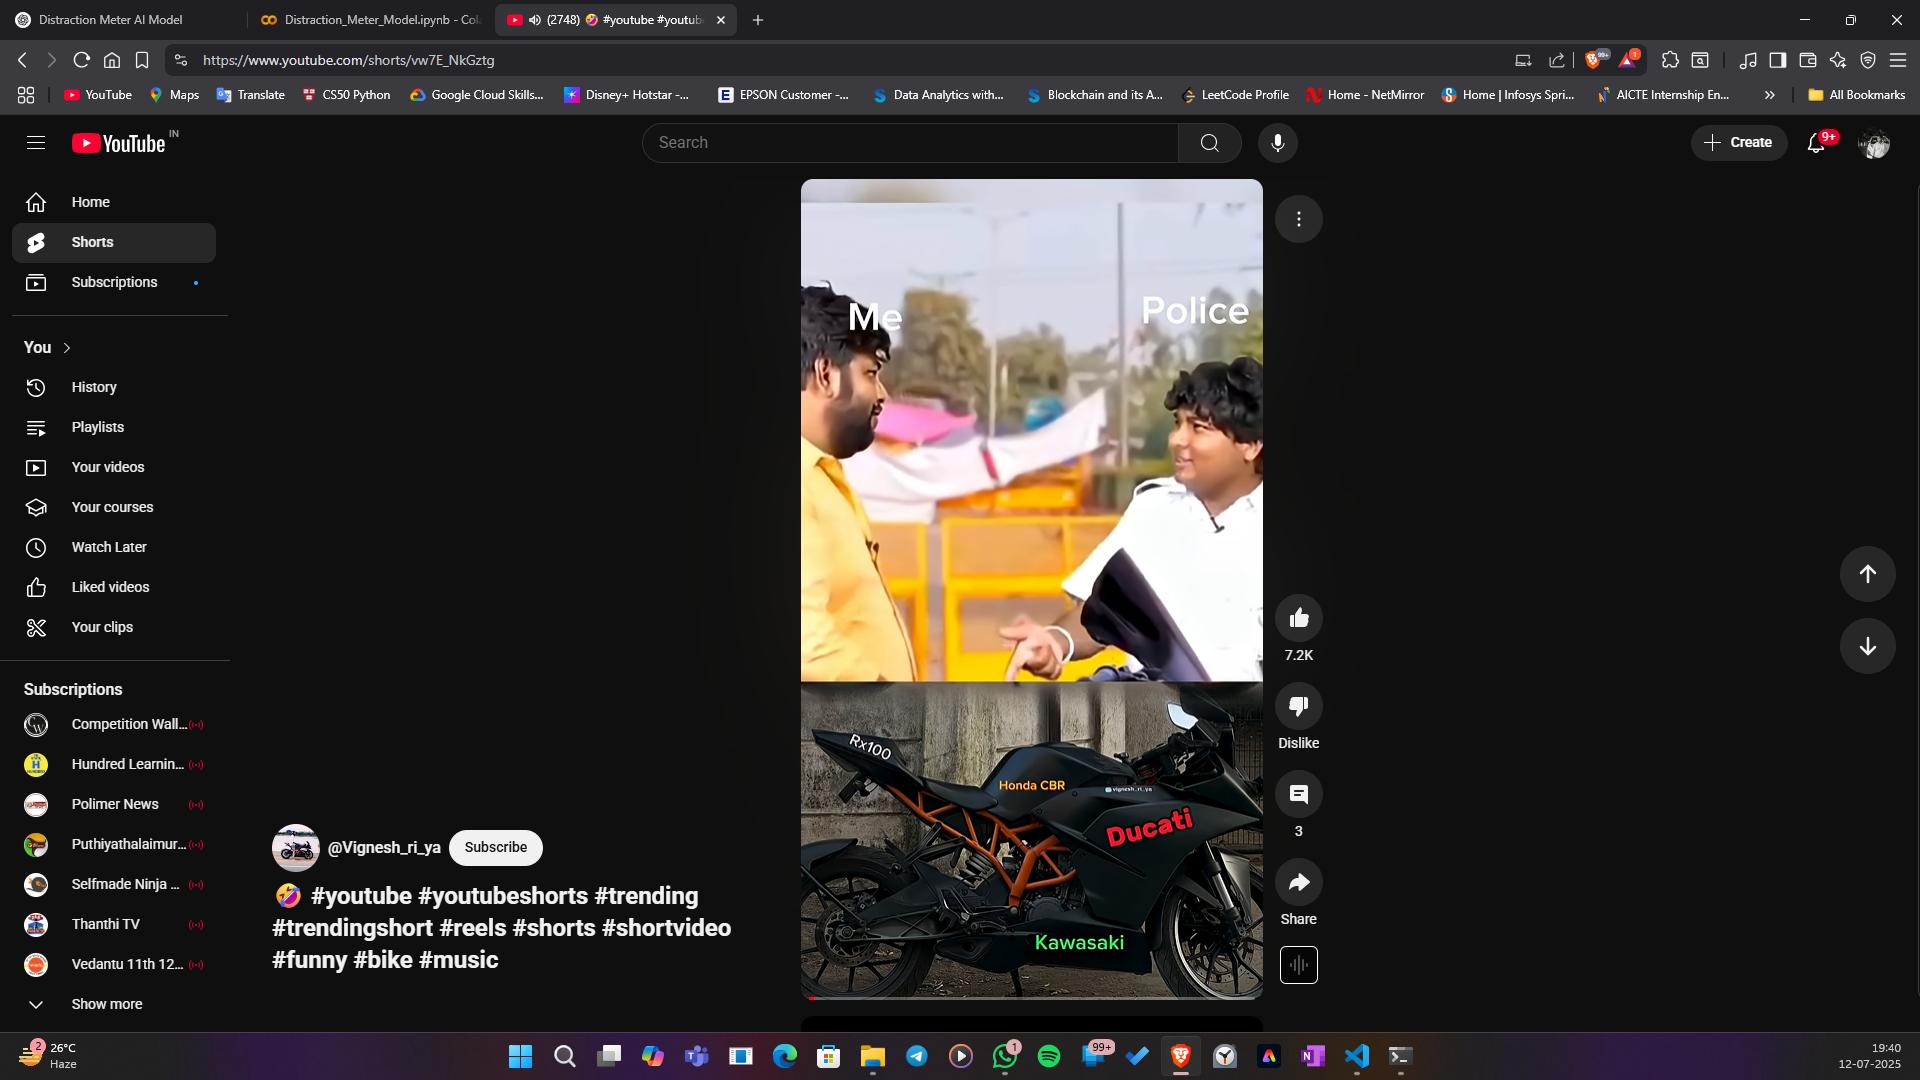 Distraction Meter AI Model
Distraction_Meter_Model.ipynb - Col
(2748) 🤣 #youtube #youtub
https://www.youtube.com/shorts/vw7E_NkGztg
99+
1
YouTube
Maps
Translate
CS50 Python
Google Cloud Skills...
Disney+ Hotstar -...
EPSON Customer -...
Data Analytics with...
Blockchain and its A...
LeetCode Profile
Home - NetMirror
Home | Infosys Spri...
AICTE Internship En...
All Bookmarks
YouTube IN
Search
Create
9+
Home
Shorts
Subscriptions
You
History
Playlists
Your videos
Your courses
Watch Later
Liked videos
Your clips
Subscriptions
Competition Wall...
Hundred Learnin...
Polimer News
Puthiyathalaimur...
Selfmade Ninja ...
Thanthi TV
Vedantu 11th 12...
Show more
Me
Police
Rx100
Honda CBR
vignesh_ri_ya
Ducati
Kawasaki
@Vignesh_ri_ya
Subscribe
🤣 #youtube #youtubeshorts #trending
#trendingshort #reels #shorts #shortvideo
#funny #bike #music
7.2K
Dislike
3
Share
2
26°C
Haze
1
99+
19:40
12-07-2025